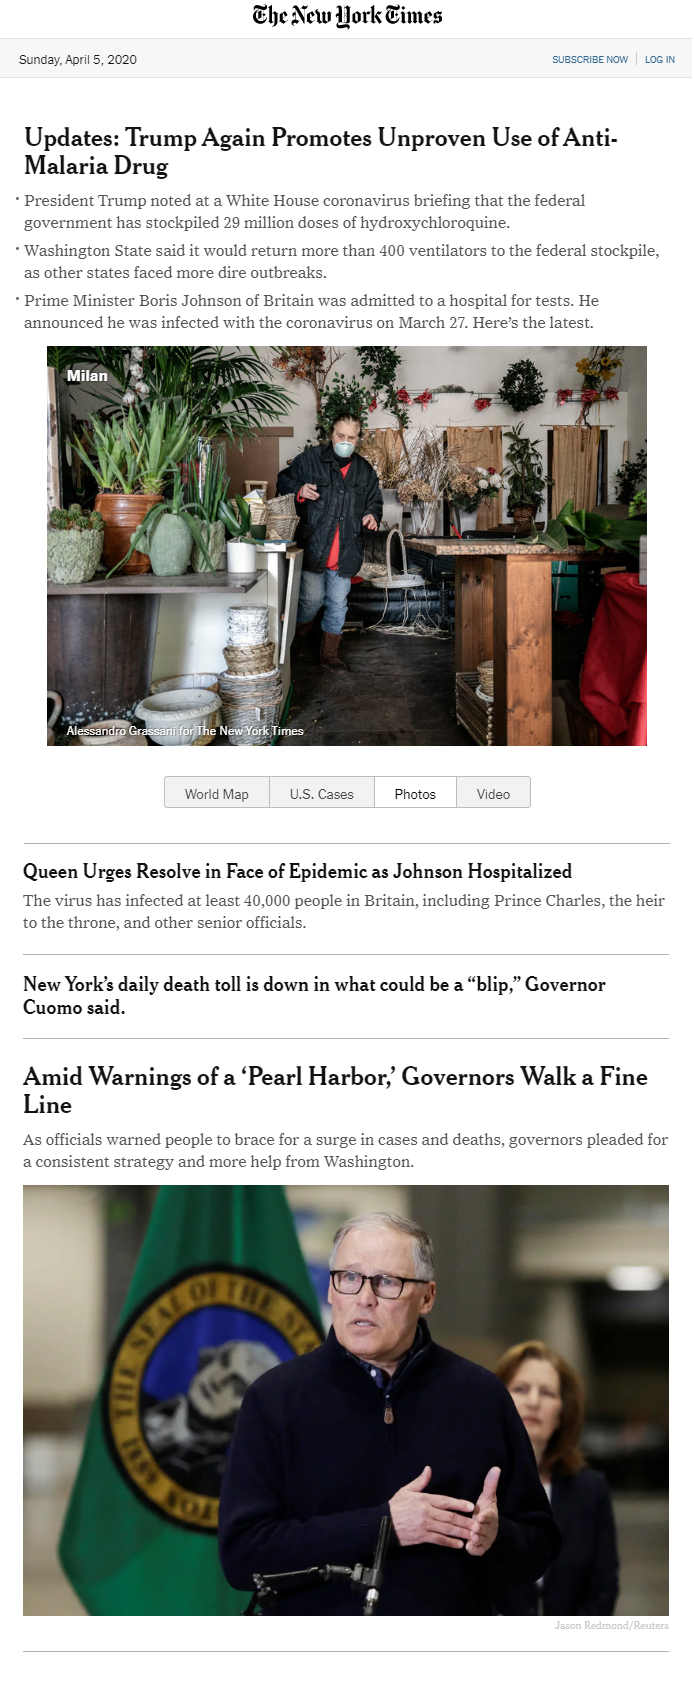 The New York Times
Sunday, April 5, 2020
SUBSCRIBE NOW
LOG IN
Updates: Trump Again Promotes Unproven Use of Anti-
Malaria Drug
· President Trump noted at a White House coronavirus briefing that the federal
government has stockpiled 29 million doses of hydroxychloroquine.
· Washington State said it would return more than 400 ventilators to the federal stockpile,
as other states faced more dire outbreaks.
· Prime Minister Boris Johnson of Britain was admitted to a hospital for tests. He
announced he was infected with the coronavirus on March 27. Here’s the latest.
Milan
Alessandro Grassani for The New York Times
World Map
U.S. Cases
Photos
Video
Queen Urges Resolve in Face of Epidemic as Johnson Hospitalized
The virus has infected at least 40,000 people in Britain, including Prince Charles, the heir
to the throne, and other senior officials.
New York’s daily death toll is down in what could be a “blip,” Governor
Cuomo said.
Amid Warnings of a ‘Pearl Harbor,’ Governors Walk a Fine
Line
As officials warned people to brace for a surge in cases and deaths, governors pleaded for
a consistent strategy and more help from Washington.
THE SEAL OF THE STA
1889
TON
Jason Redmond/Reuters